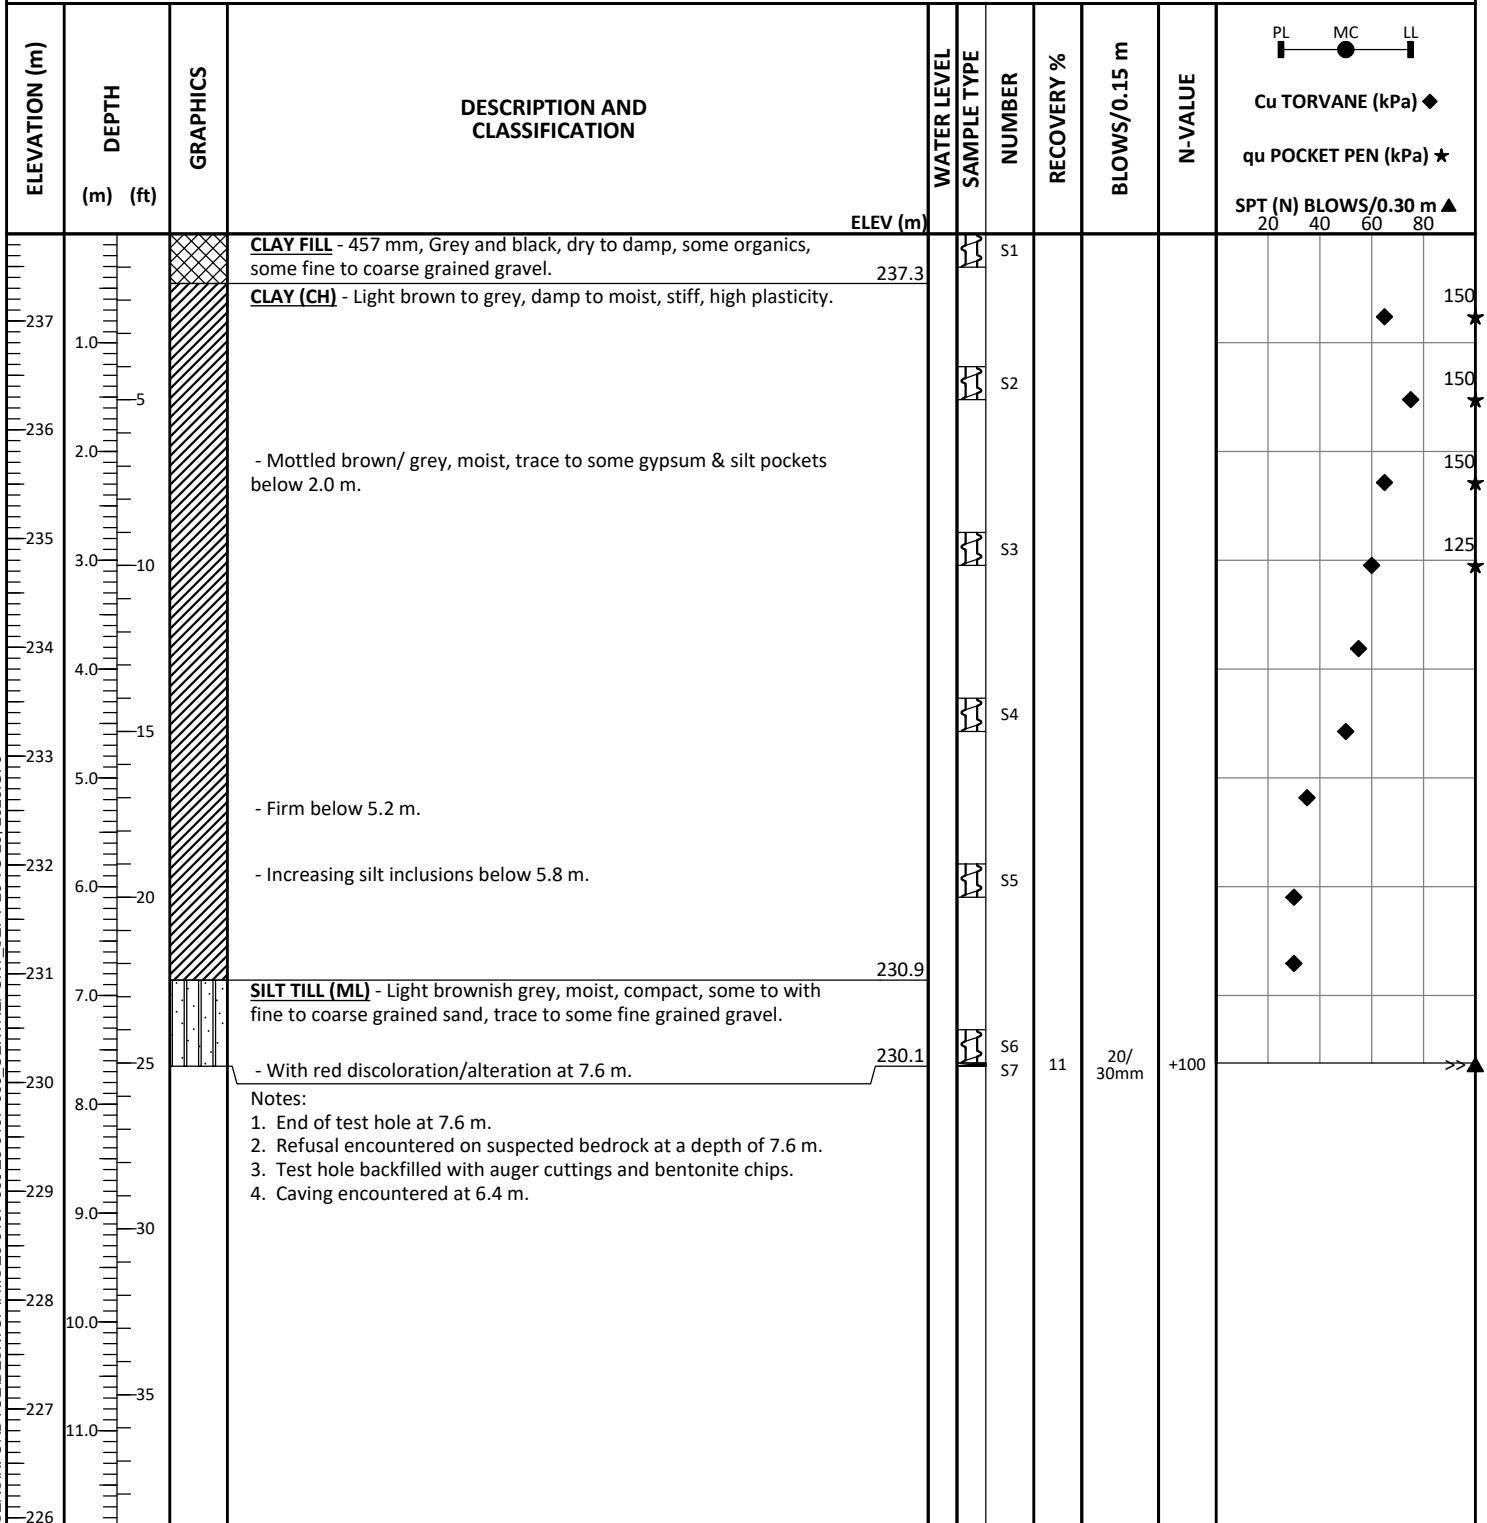 ELEVATION (m)
DEPTH
(m) (ft)
GRAPHICS
DESCRIPTION AND
CLASSIFICATION
ELEV (m)
WATER LEVEL
SAMPLE TYPE
NUMBER
RECOVERY %
BLOWS/0.15 m
N-VALUE
PL MC LL
Cu TORVANE (kPa) ◆
qu POCKET PEN (kPa) ★
SPT (N) BLOWS/0.30 m ▲
20 40 60 80
CLAY FILL - 457 mm, Grey and black, dry to damp, some organics,
some fine to coarse grained gravel.
237.3
S1
CLAY (CH) - Light brown to grey, damp to moist, stiff, high plasticity.
150
237
1.0
S2
150
5
236
2.0
- Mottled brown/ grey, moist, trace to some gypsum & silt pockets
below 2.0 m.
150
235
S3
125
3.0
10
234
4.0
S4
15
233
5.0
- Firm below 5.2 m.
232
- Increasing silt inclusions below 5.8 m.
S5
6.0
20
231
230.9
7.0
SILT TILL (ML) - Light brownish grey, moist, compact, some to with
fine to coarse grained sand, trace to some fine grained gravel.
S6
230.1
25
- With red discoloration/alteration at 7.6 m.
S7
11
20/
30mm
+100
>>
230
8.0
Notes:
1. End of test hole at 7.6 m.
2. Refusal encountered on suspected bedrock at a depth of 7.6 m.
3. Test hole backfilled with auger cuttings and bentonite chips.
4. Caving encountered at 6.4 m.
229
9.0
30
228
10.0
35
227
11.0
226